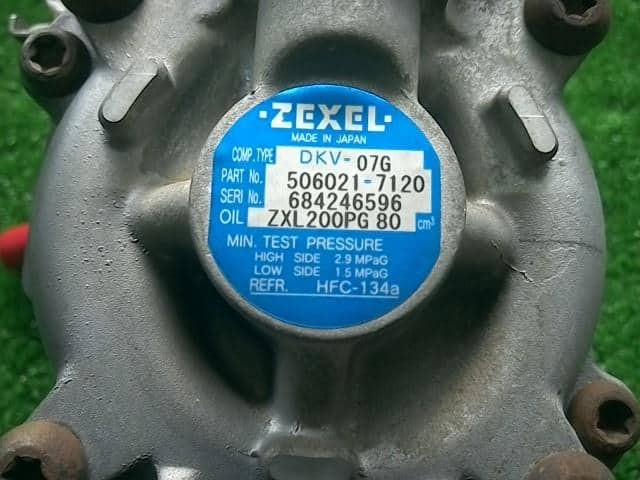 ·ZEXEL·
MADE IN JAPAN
COMP.TYPE DKV-07G
PART No. 506021-7120
SERI No. 684246596
OIL ZXL200PG 80 cm³
MIN. TEST PRESSURE
HIGH SIDE 2.9 MPaG
LOW SIDE 1.5 MPaG
REFR. HFC-134a